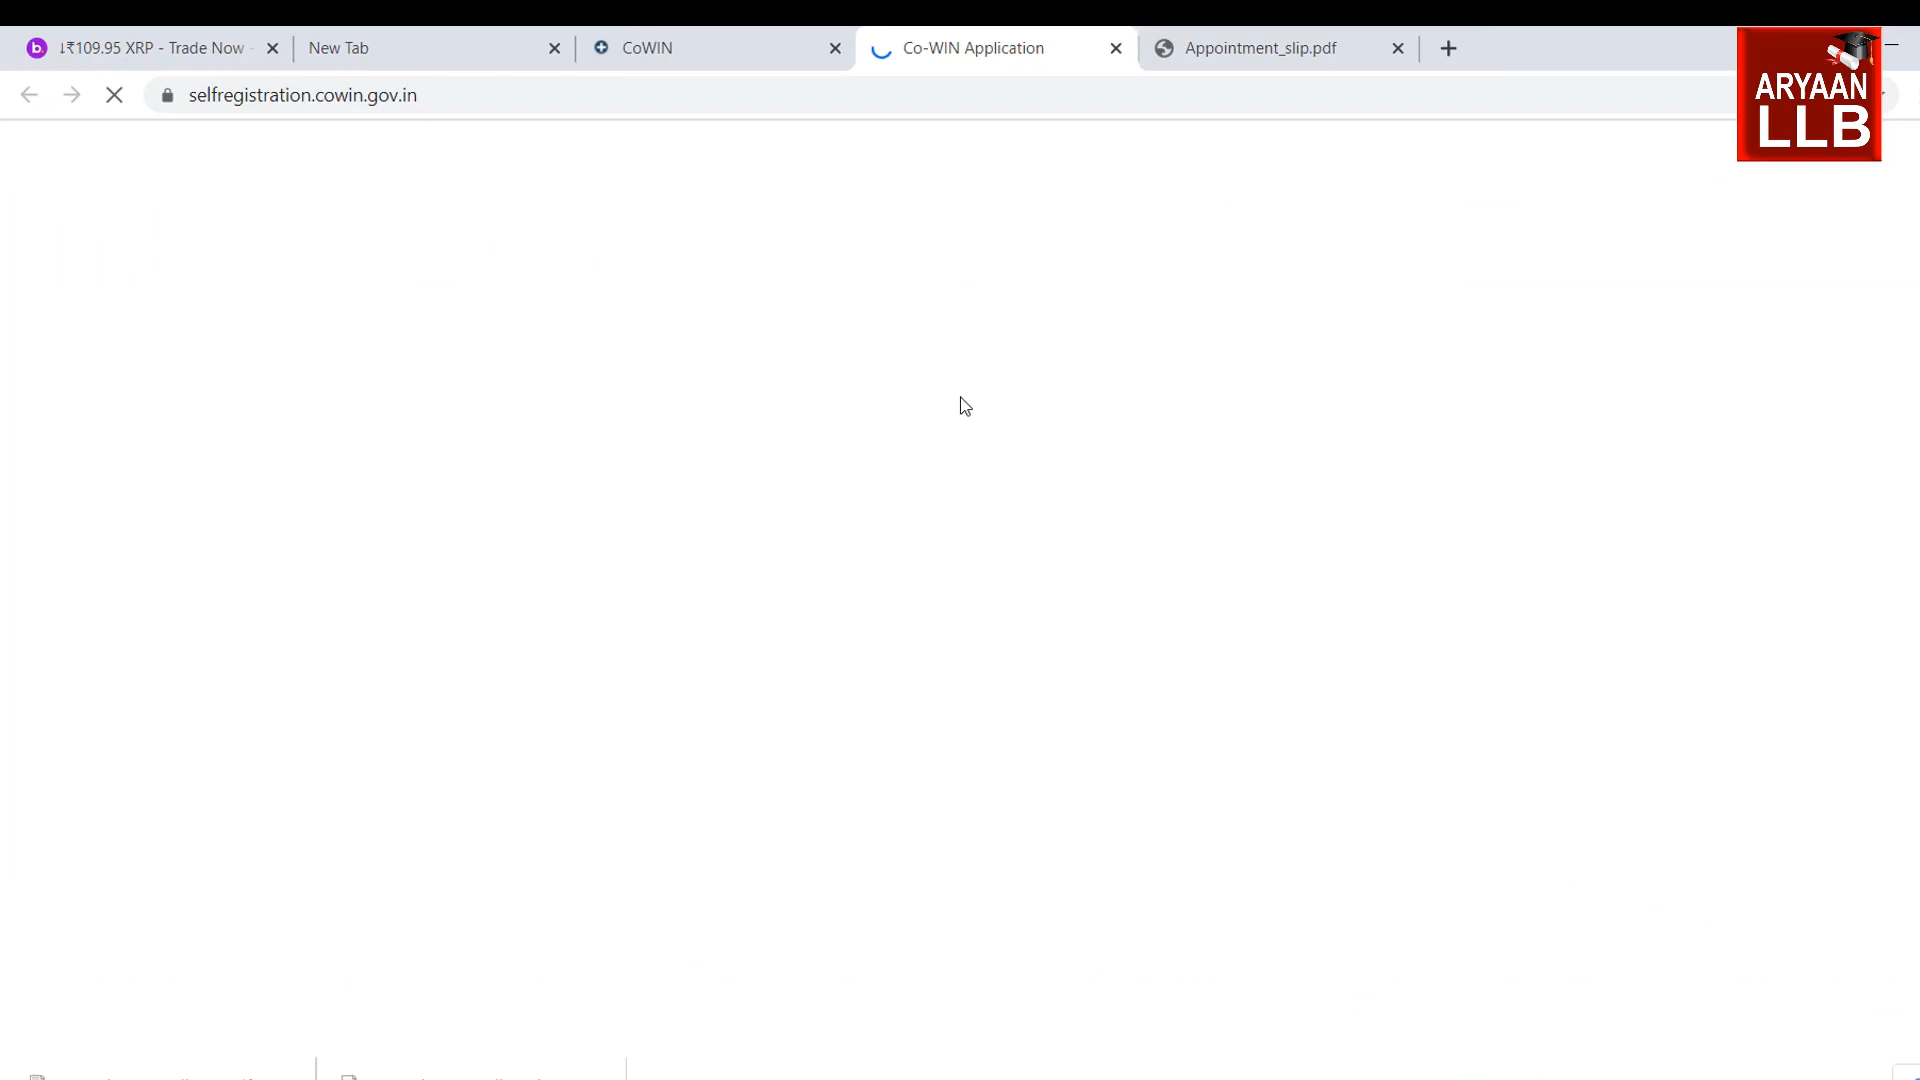 ↓₹109.95 XRP - Trade Now -
New Tab
CoWIN
Co-WIN Application
Appointment_slip.pdf
selfregistration.cowin.gov.in
ARYAAN
LLB